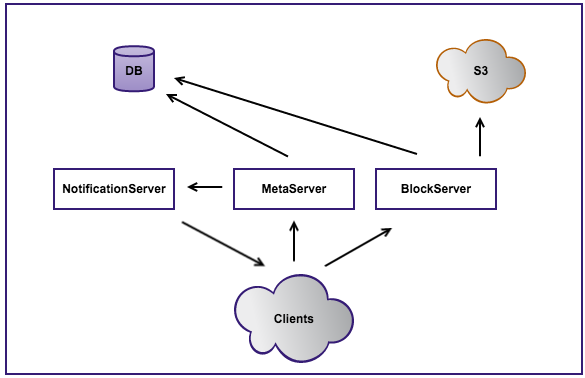 DB
S3
NotificationServer
MetaServer
BlockServer
Clients